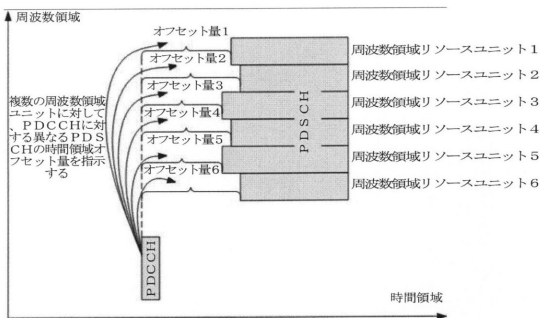 周波数領域
オフセット量1
オフセット量2
オフセット量3
オフセット量4
オフセット量5
オフセット量6
複数の周波数領域
ユニットに対して
、PDCCHに対
する異なるPDS
CHの時間領域オ
フセット量を指示
する
PDSCH
周波数領域リソースユニット1
周波数領域リソースユニット2
周波数領域リソースユニット3
周波数領域リソースユニット4
周波数領域リソースユニット5
周波数領域リソースユニット6
PDCCH
時間領域